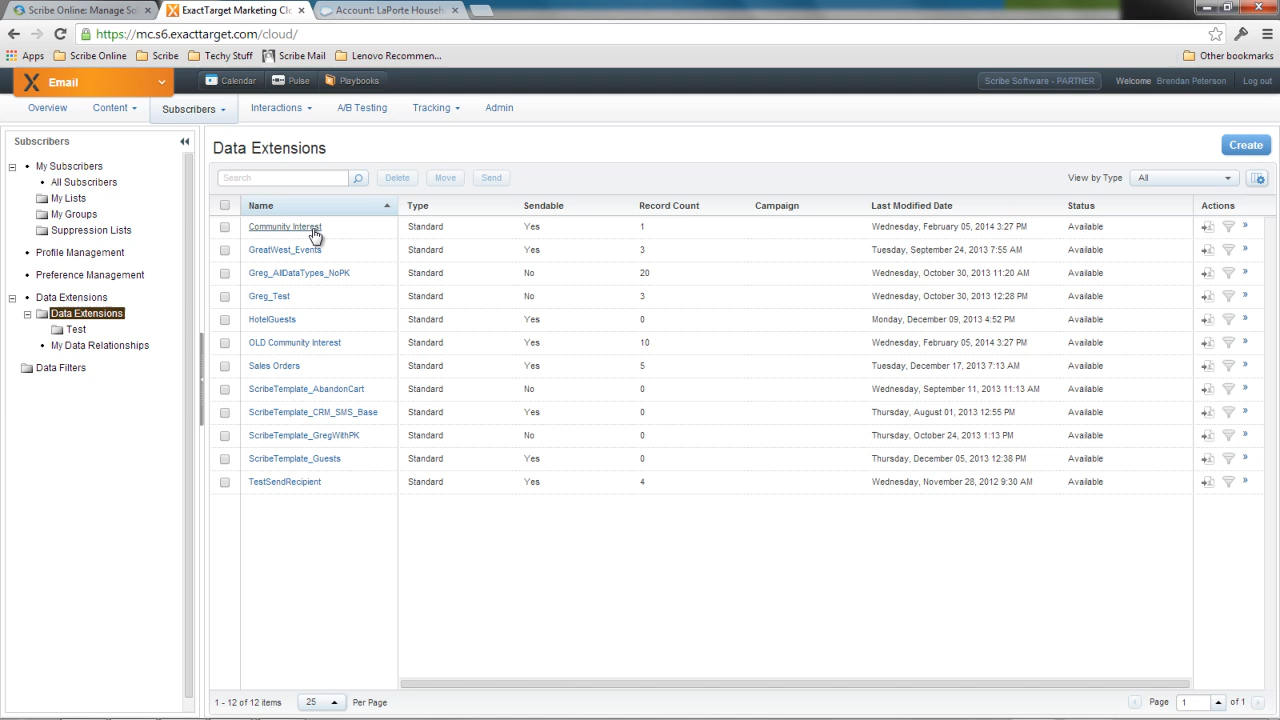 Scribe Online: Manage So
ExactTarget Marketing Clo
Account: LaPorte Househ
https://mc.s6.exacttarget.com/cloud/
Apps
Scribe Online
Scribe
Techy Stuff
Scribe Mail
Lenovo Recommen...
Other bookmarks
Email
Calendar
Pulse
Playbooks
Scribe Software - PARTNER
Welcome Brendan Peterson
Log out
Overview
Content
Subscribers
Interactions
A/B Testing
Tracking
Admin
Subscribers
My Subscribers
All Subscribers
My Lists
My Groups
Suppression Lists
Profile Management
Preference Management
Data Extensions
Data Extensions
Test
My Data Relationships
Data Filters
Data Extensions
Create
Search
Delete
Move
Send
View by Type
All
Name Type Sendable Record Count Campaign Last Modified Date Status Actions
Community Interest Standard Yes 1 Wednesday, February 05, 2014 3:27 PM Available
GreatWest_Events Standard Yes 3 Tuesday, September 24, 2013 7:55 AM Available
Greg_AllDataTypes_NoPK Standard No 20 Wednesday, October 30, 2013 11:20 AM Available
Greg_Test Standard No 3 Wednesday, October 30, 2013 12:28 PM Available
HotelGuests Standard Yes 0 Monday, December 09, 2013 4:52 PM Available
OLD Community Interest Standard Yes 10 Wednesday, February 05, 2014 3:27 PM Available
Sales Orders Standard Yes 5 Tuesday, December 17, 2013 7:13 AM Available
ScribeTemplate_AbandonCart Standard No 0 Wednesday, September 11, 2013 11:13 AM Available
ScribeTemplate_CRM_SMS_Base Standard Yes 0 Thursday, August 01, 2013 12:55 PM Available
ScribeTemplate_GregWithPK Standard No 0 Thursday, October 24, 2013 1:13 PM Available
ScribeTemplate_Guests Standard Yes 0 Thursday, December 05, 2013 12:38 PM Available
TestSendRecipient Standard Yes 4 Wednesday, November 28, 2012 9:30 AM Available
1 - 12 of 12 items
25
Per Page
Page 1 of 1